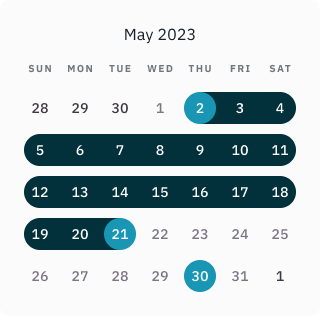 May 2023
SUN MON TUE WED THU FRI SAT
28 29 30 1 2 3 4
5 6 7 8 9 10 11
12 13 14 15 16 17 18
19 20 21 22 23 24 25
26 27 28 29 30 31 1